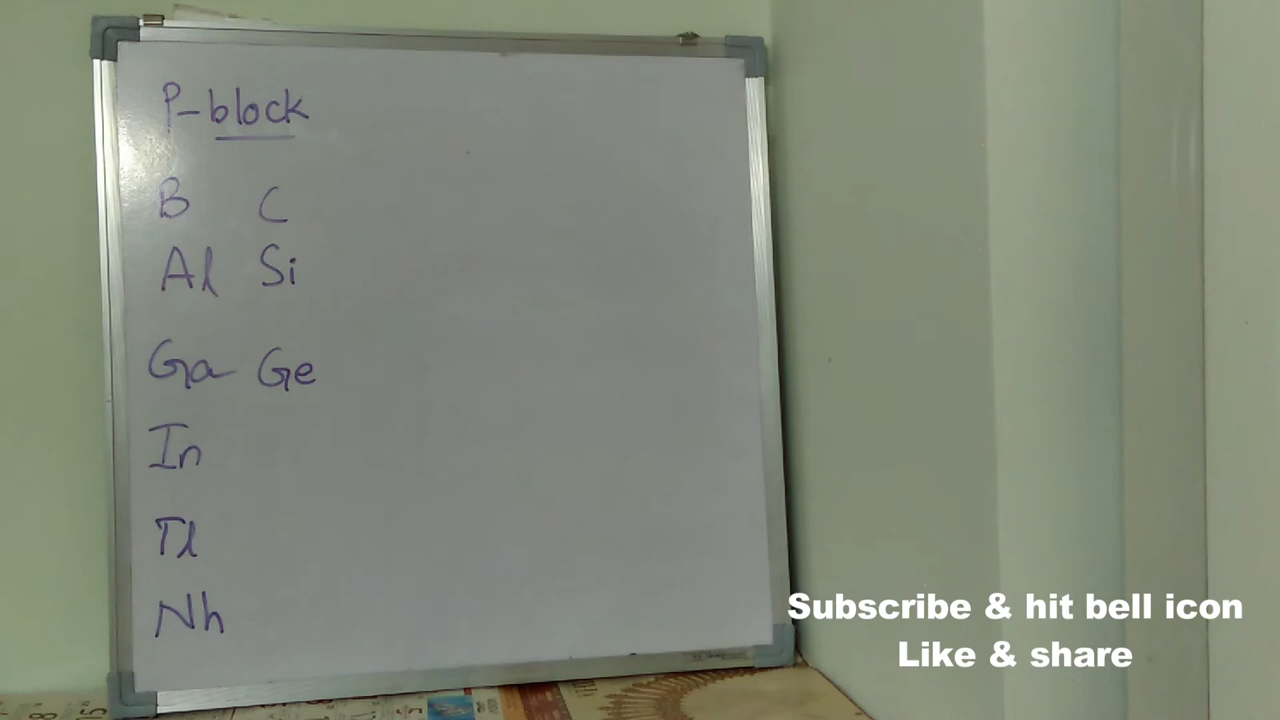 P-block
B C
Al Si
Ga Ge
In
Tl
Nh
Subscribe & hit bell icon
Like & share